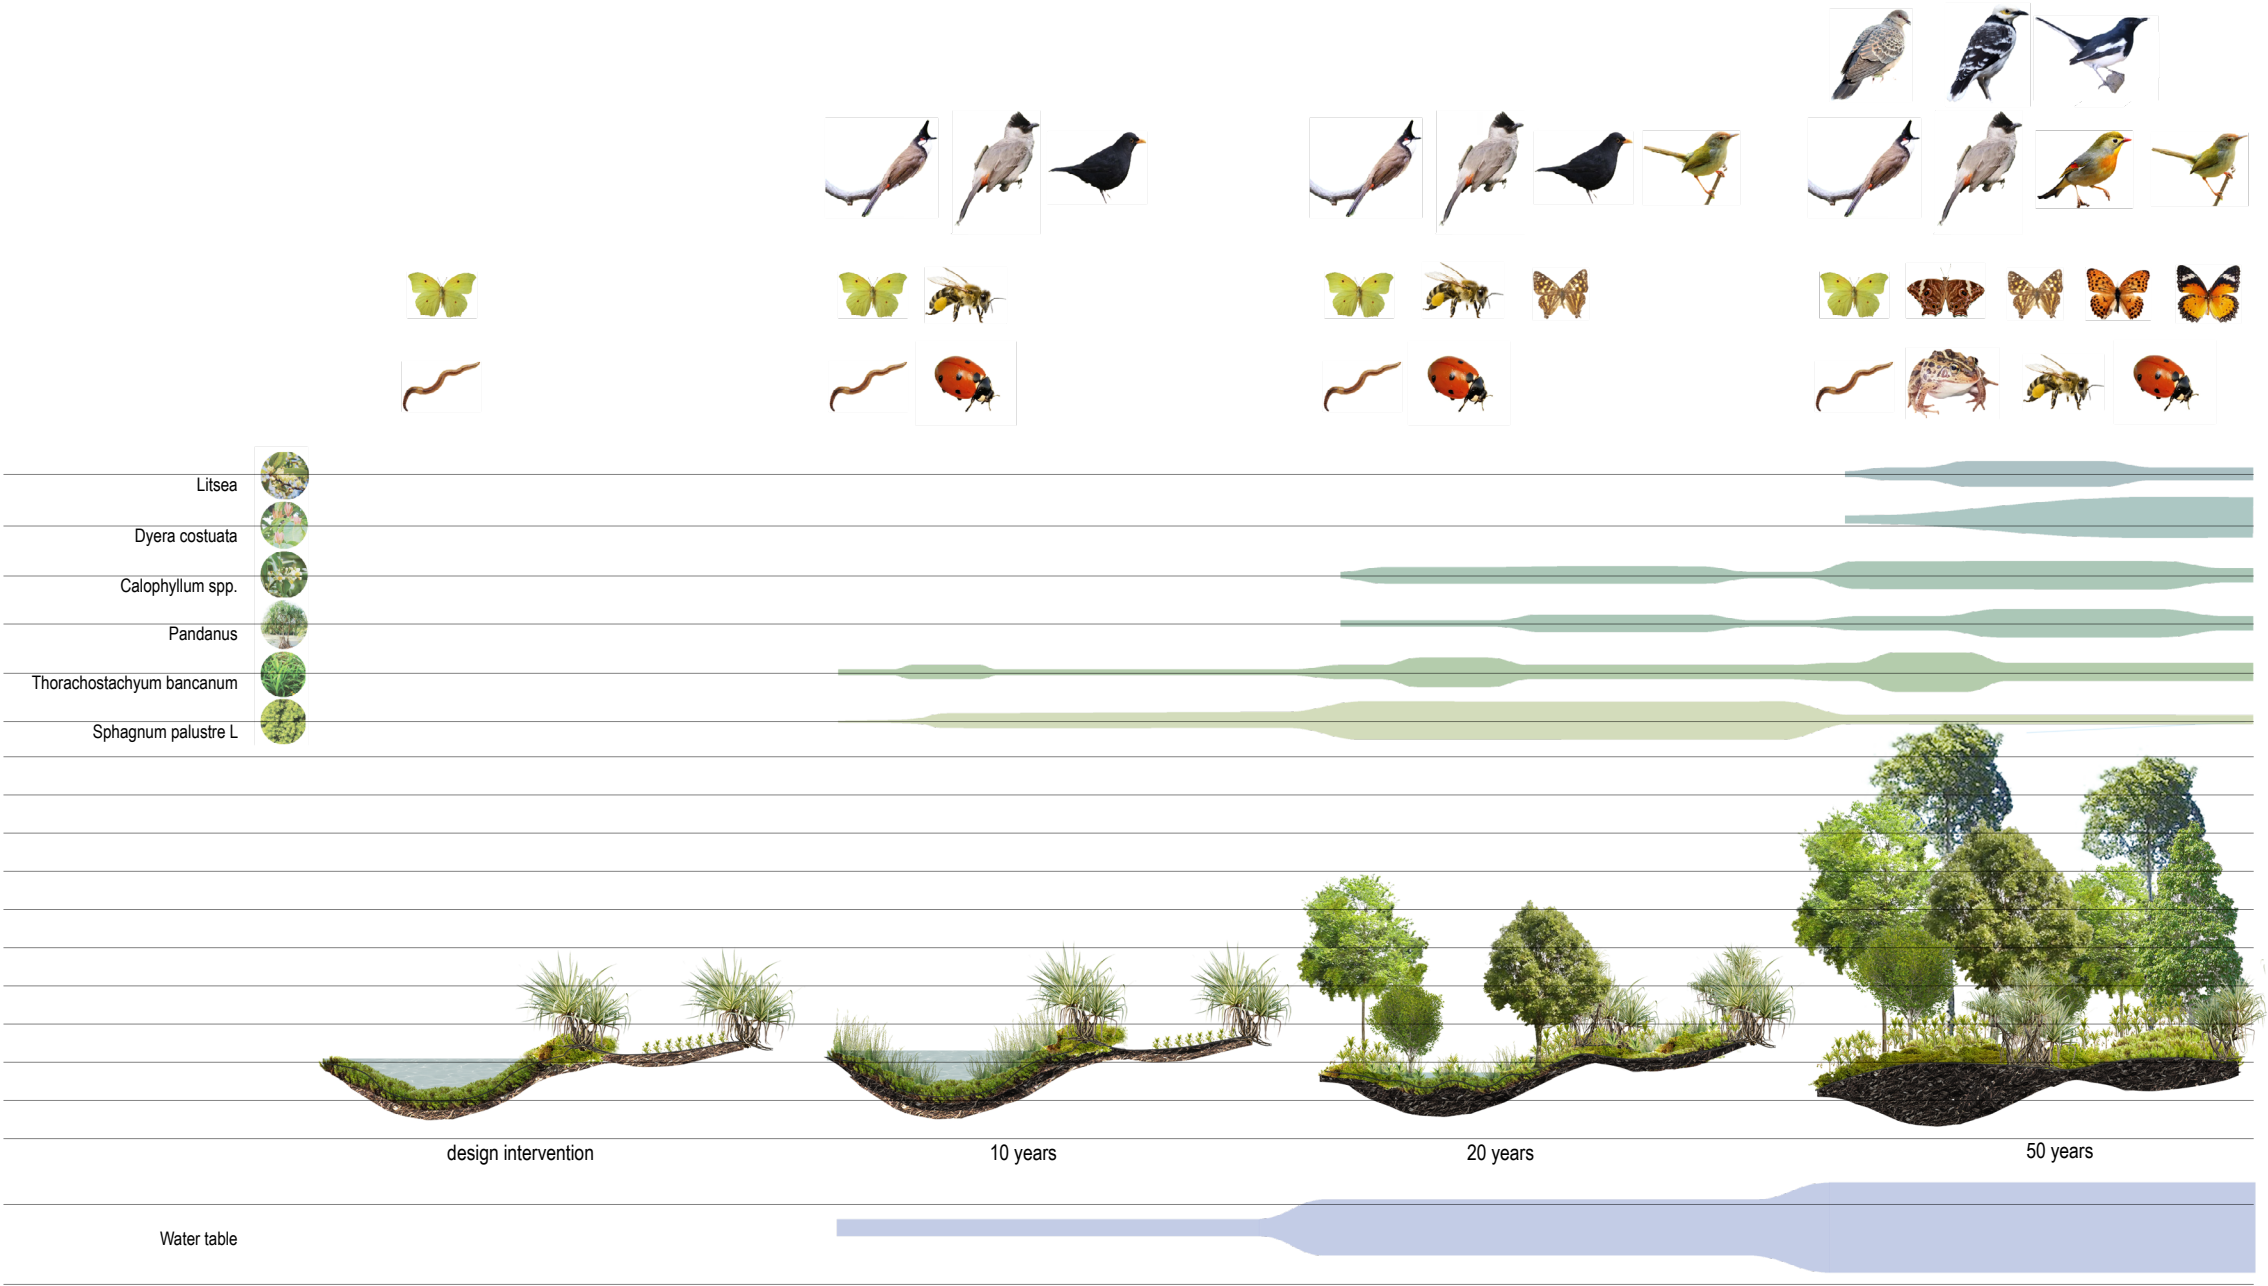 Litsea
Dyera costuata
Calophyllum spp.
Pandanus
Thorachostachyum bancanum
Sphagnum palustre L
design intervention
10 years
20 years
50 years
Water table